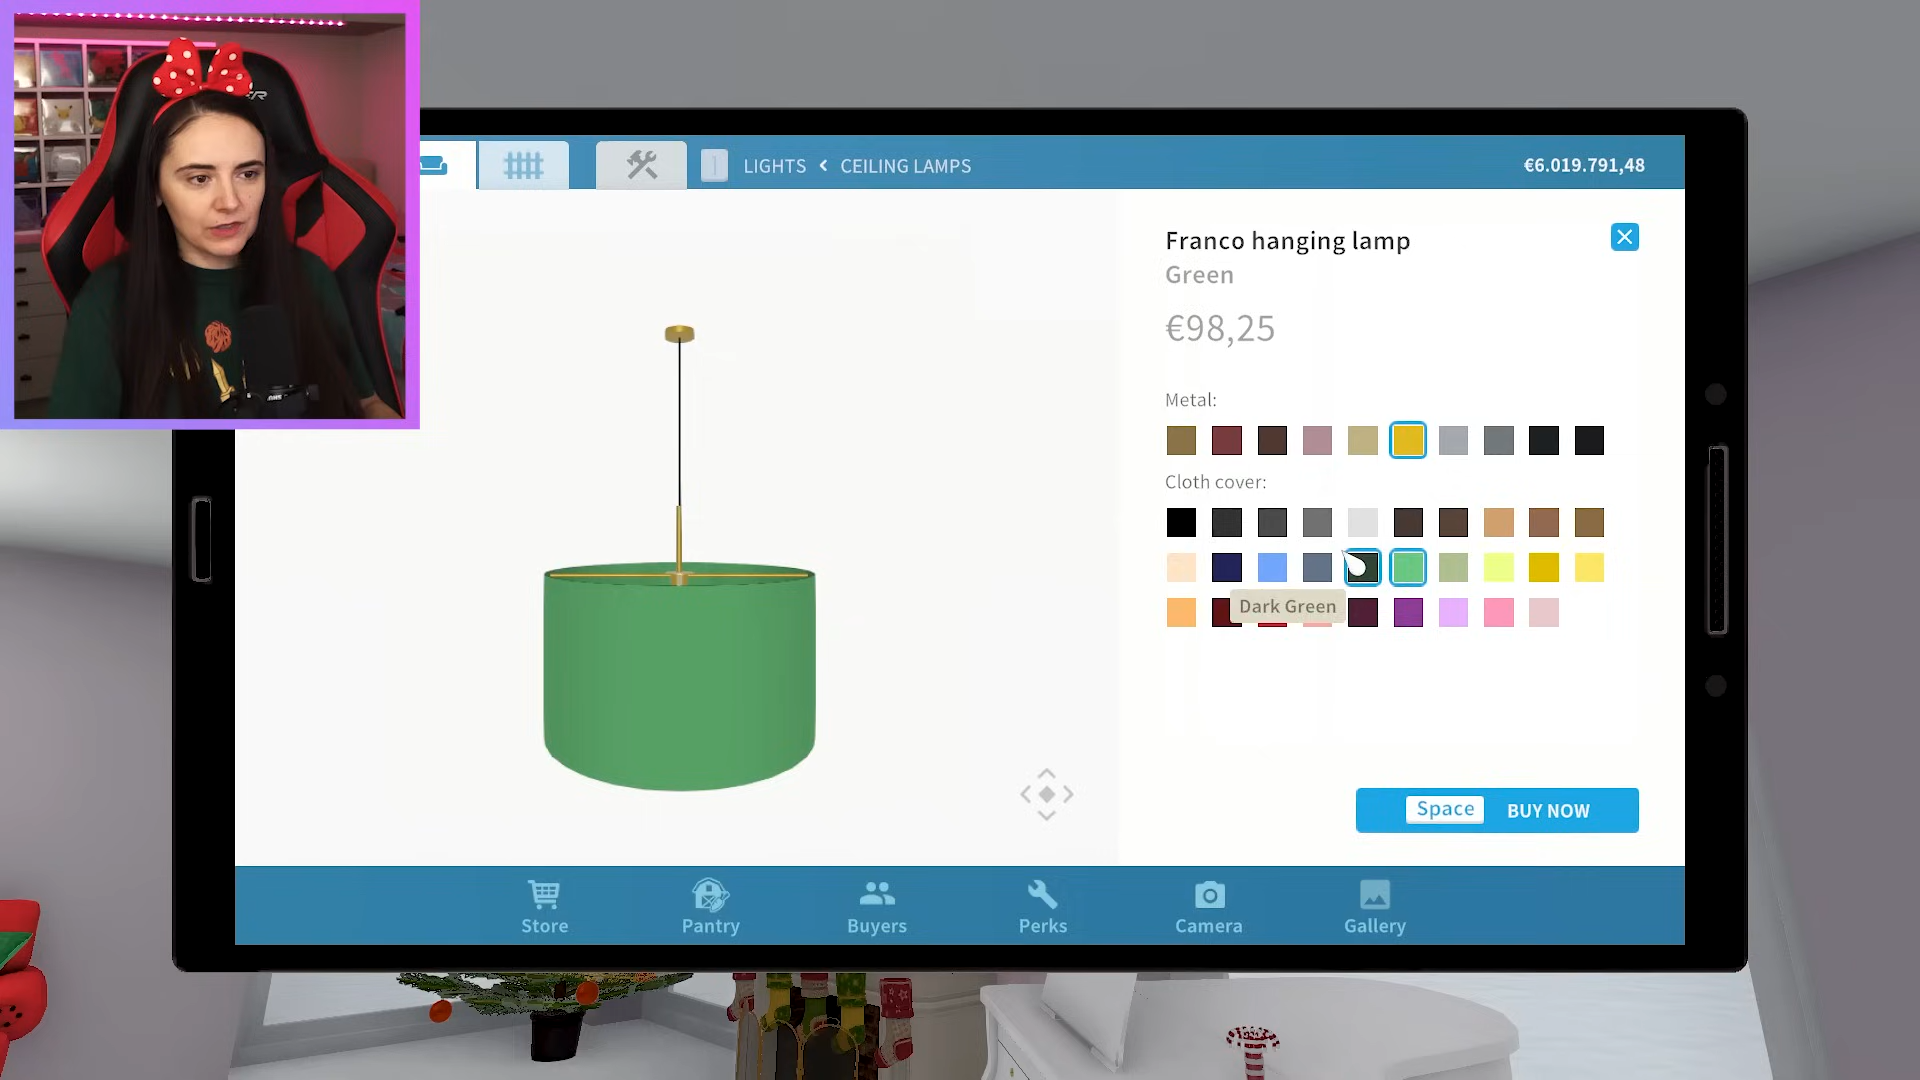 LIGHTS < CEILING LAMPS
€6.019.791,48
Franco hanging lamp
Green
€98,25
Metal:
Cloth cover:
Dark Green
Space BUY NOW
Store Pantry Buyers Perks Camera Gallery